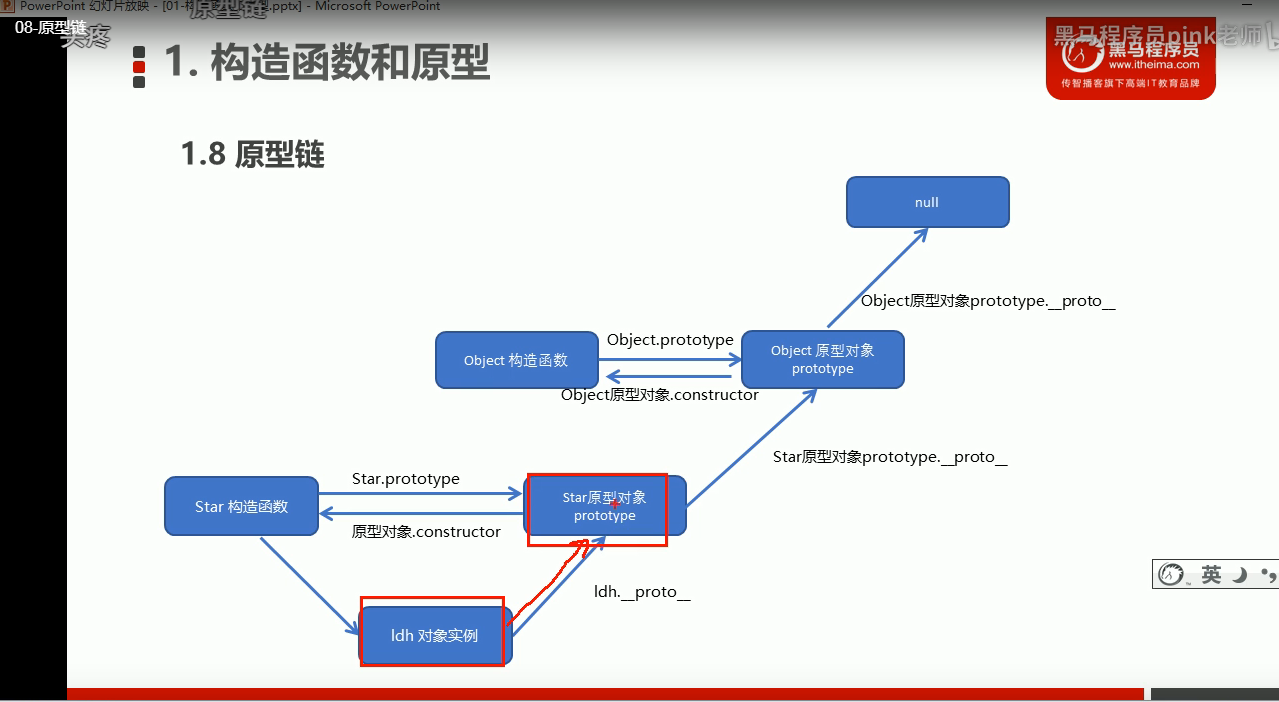 PowerPoint 幻灯片放映 - [01-构造函数和原型.pptx] - Microsoft PowerPoint
原型链
08-原型链
头疼
黑马程序员pink老师
1. 构造函数和原型
黑马程序员
www.itheima.com
传智播客旗下高端IT教育品牌
1.8 原型链
null
Object原型对象prototype.__proto__
Object.prototype
Object 构造函数
Object 原型对象
prototype
Object原型对象.constructor
Star原型对象prototype.__proto__
Star.prototype
Star 构造函数
Star原型对象
prototype
原型对象.constructor
ldh.__proto__
ldh 对象实例
英